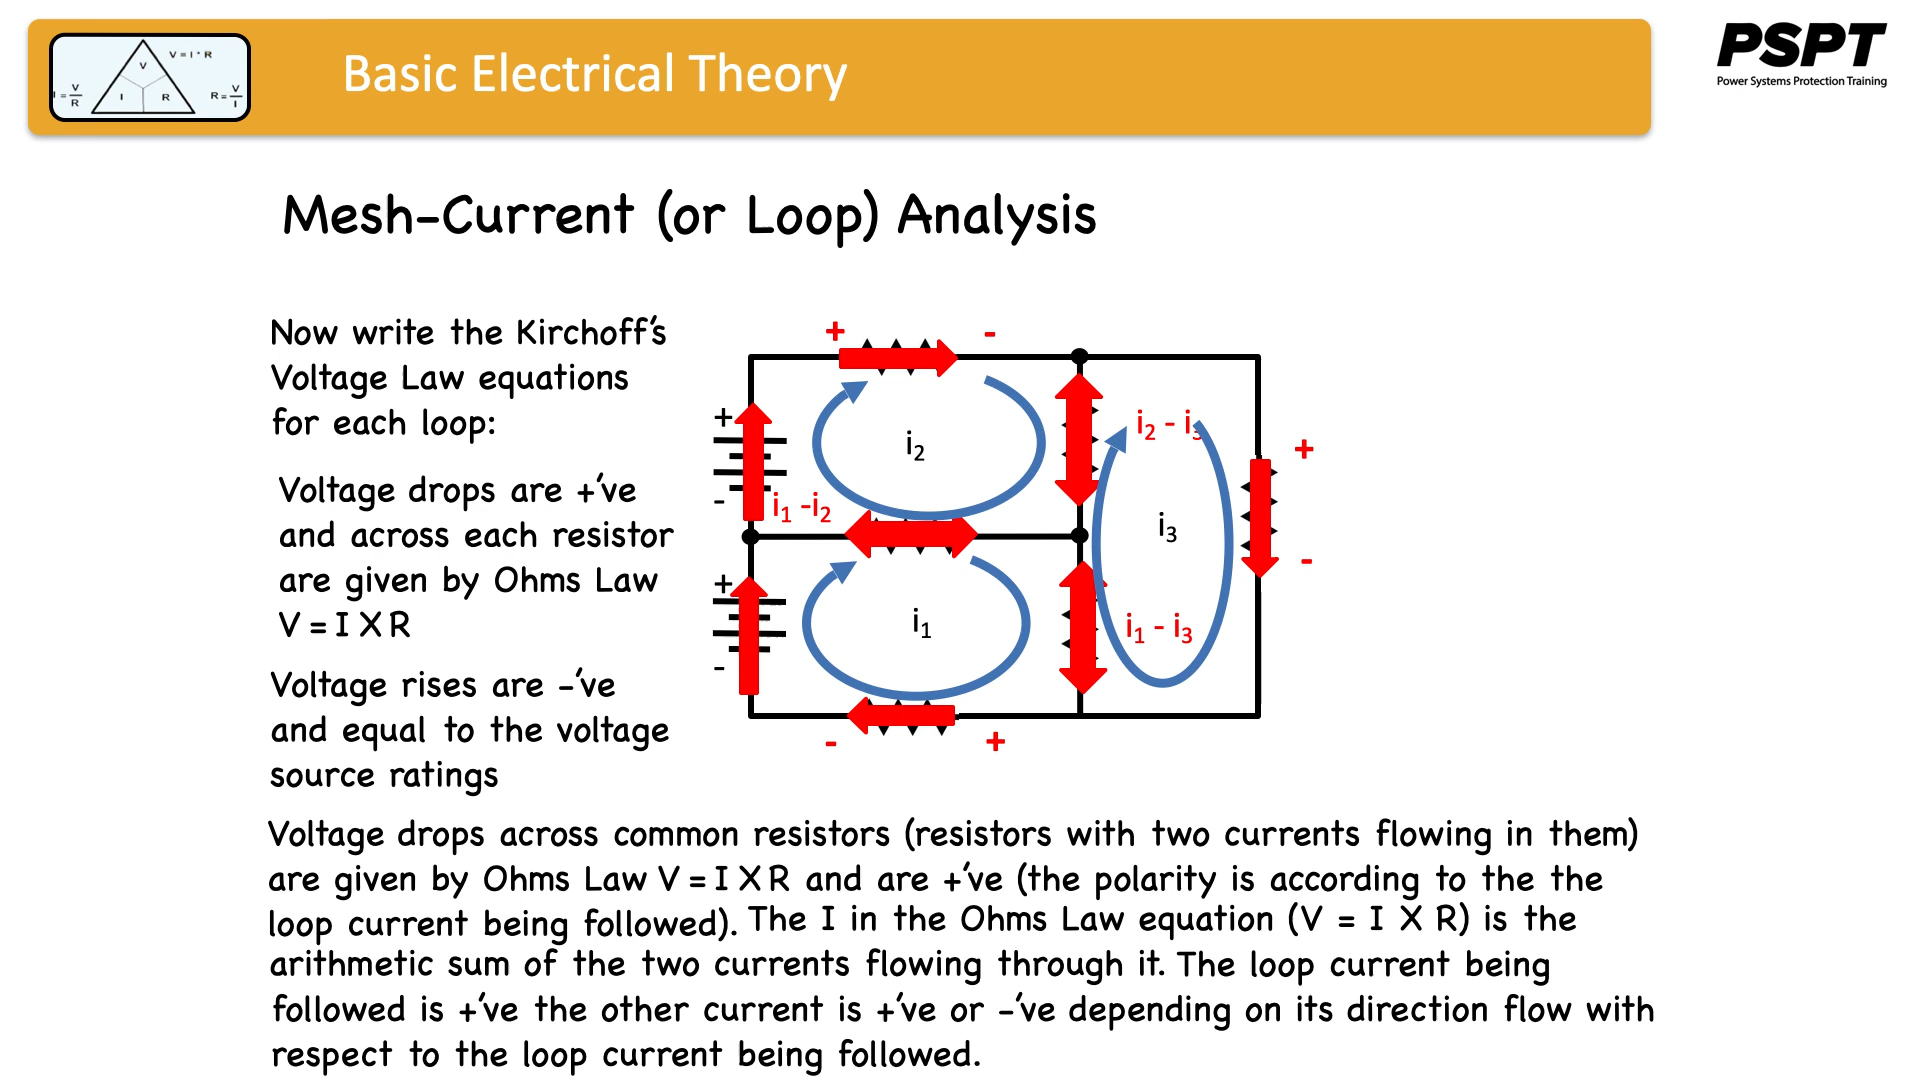 V = I * R
V
I = V/R
I
R
R = V/I
Basic Electrical Theory
PSPT
Power Systems Protection Training
Mesh-Current (or Loop) Analysis
Now write the Kirchoff's
Voltage Law equations
for each loop:
Voltage drops are +'ve
and across each resistor
are given by Ohms Law
V = I X R
Voltage rises are -'ve
and equal to the voltage
source ratings
+ -
+
-
i₂
i₂ - i₃
+
-
i₁ -i₂
i₃
+
-
i₁
i₁ - i₃
- +
Voltage drops across common resistors (resistors with two currents flowing in them)
are given by Ohms Law V = I X R and are +'ve (the polarity is according to the the
loop current being followed). The I in the Ohms Law equation (V = I X R) is the
arithmetic sum of the two currents flowing through it. The loop current being
followed is +'ve the other current is +'ve or -'ve depending on its direction flow with
respect to the loop current being followed.